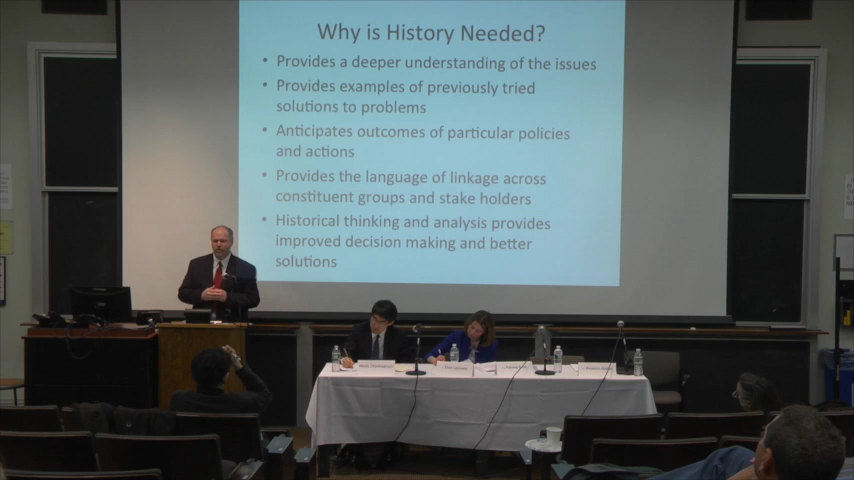 Why is History Needed?
• Provides a deeper understanding of the issues
• Provides examples of previously tried
solutions to problems
• Anticipates outcomes of particular policies
and actions
• Provides the language of linkage across
constituent groups and stake holders
• Historical thinking and analysis provides
improved decision making and better
solutions